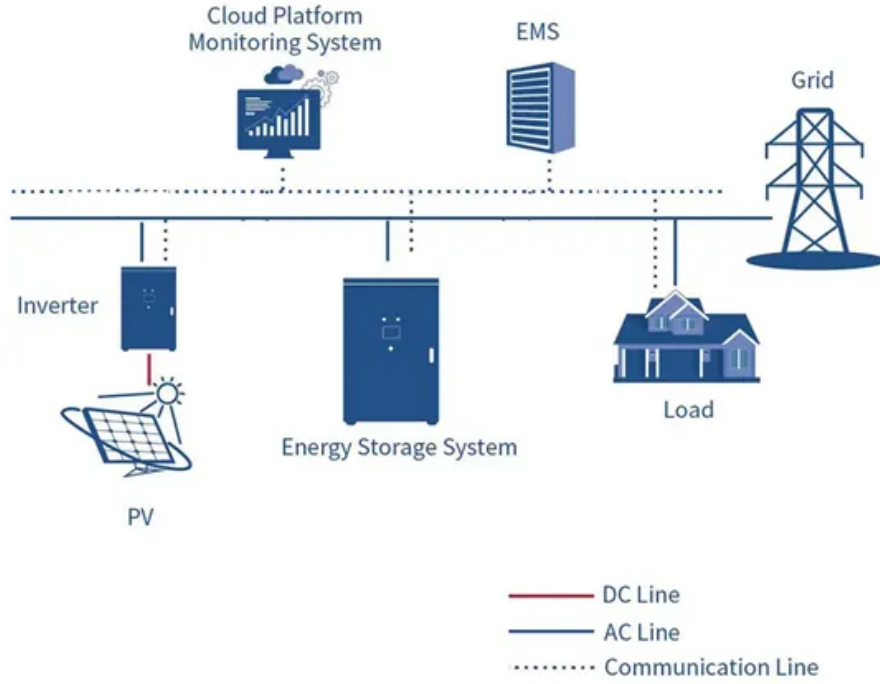 Cloud Platform
Monitoring System
EMS
Grid
Inverter
Load
Energy Storage System
PV
DC Line
AC Line
Communication Line